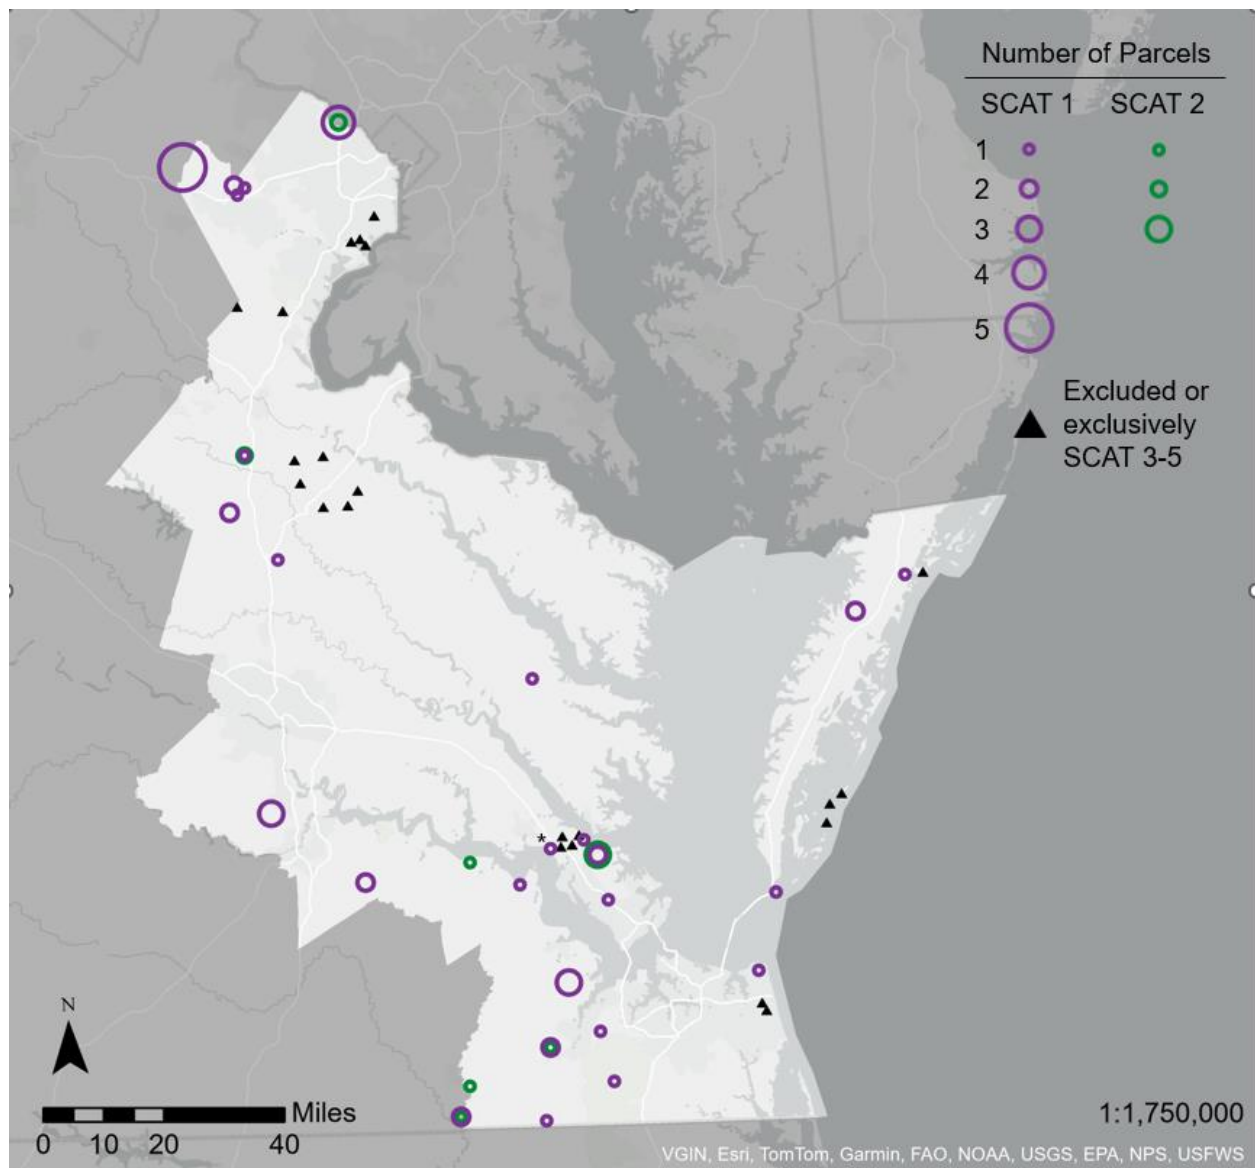 Number of Parcels
SCAT 1 SCAT 2
1
2
3
4
5
Excluded or
exclusively
SCAT 3-5
*
N
Miles
0 10 20 40
1:1,750,000
VGIN, Esri, TomTom, Garmin, FAO, NOAA, USGS, EPA, NPS, USFWS